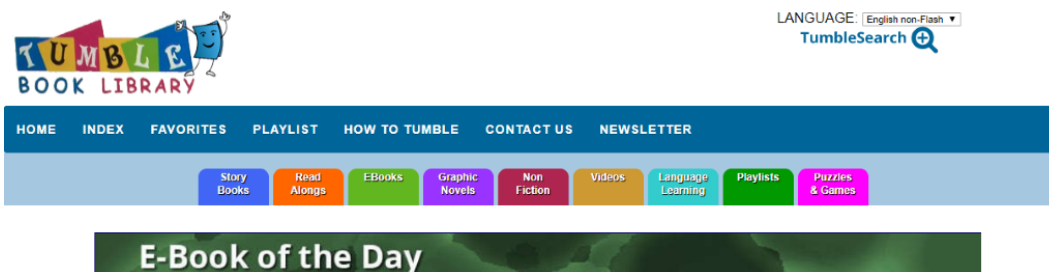 TUMBLE
BOOK LIBRARY
LANGUAGE: English non-Flash
TumbleSearch
HOME INDEX FAVORITES PLAYLIST HOW TO TUMBLE CONTACT US NEWSLETTER
Story Books
Read Alongs
EBooks
Graphic Novels
Non Fiction
Videos
Language Learning
Playlists
Puzzles & Games
E-Book of the Day